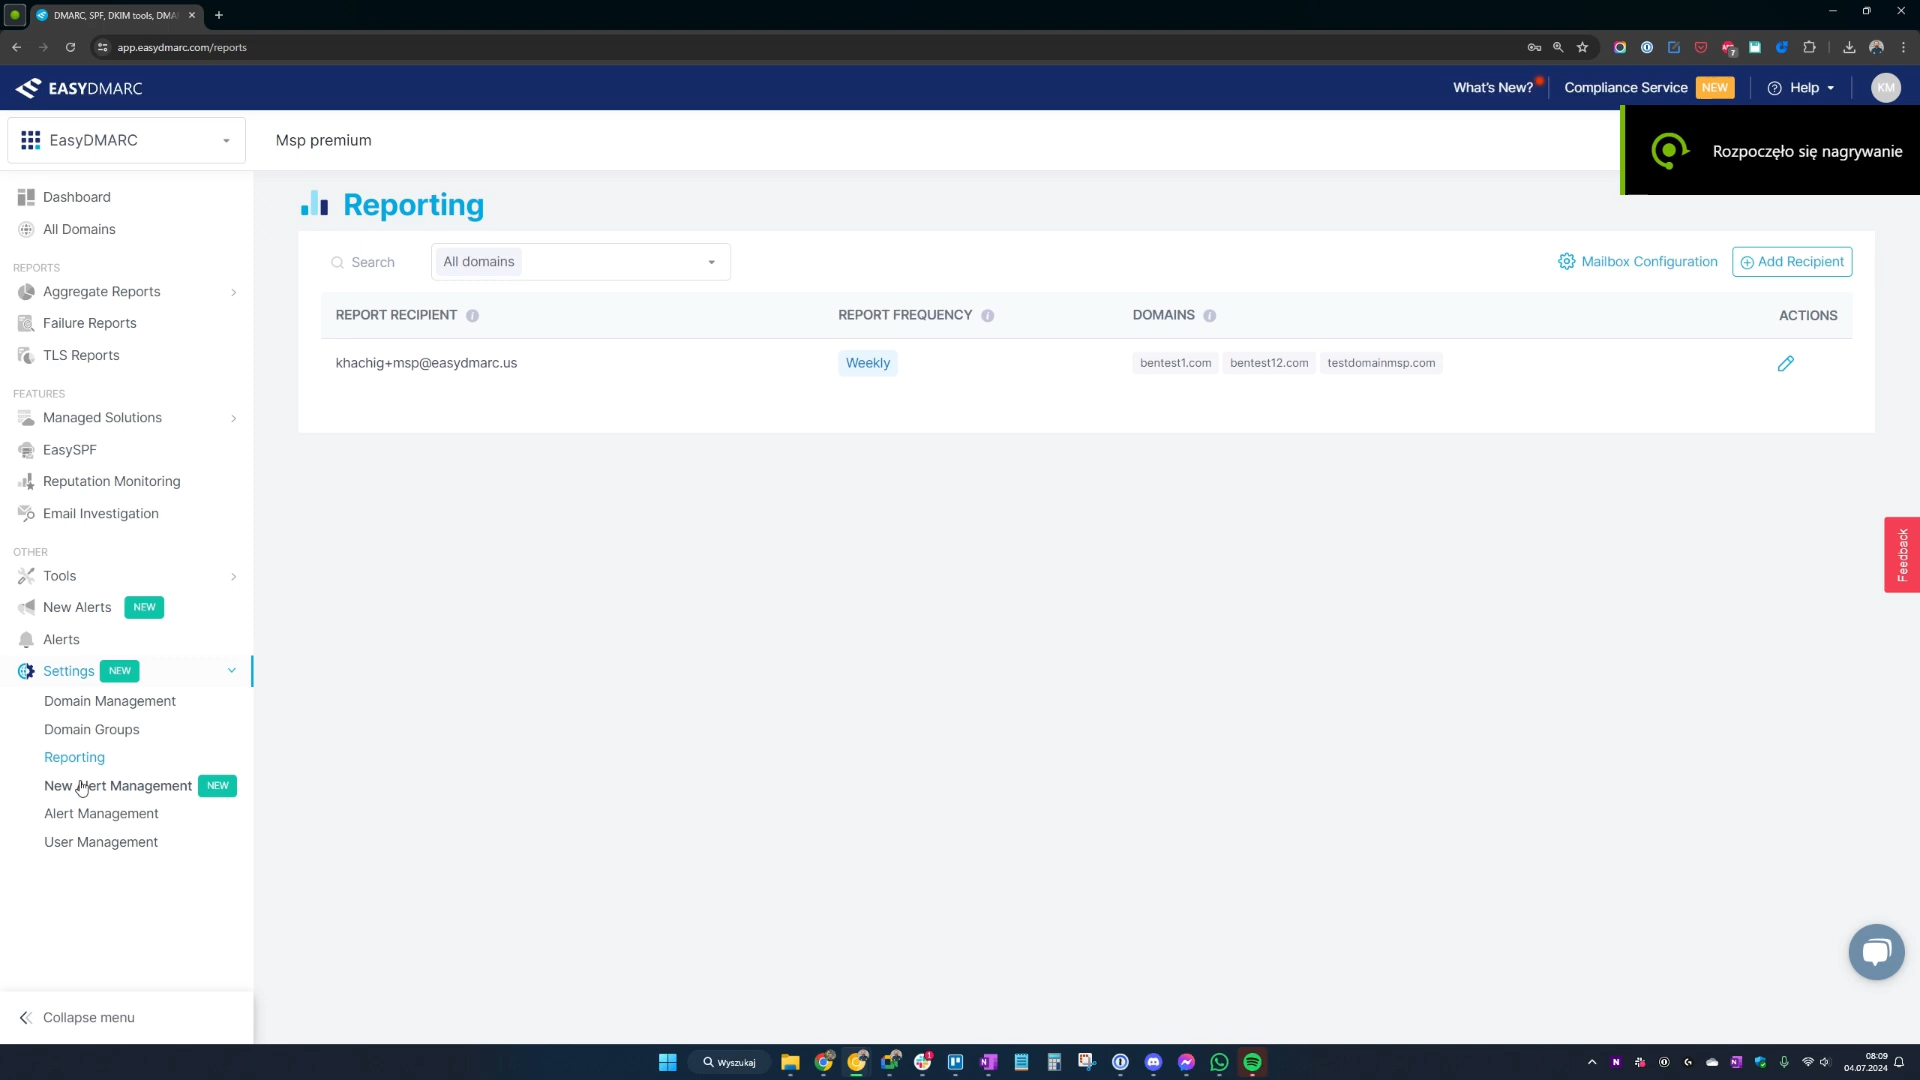 DMARC, SPF, DKIM tools, DMA
app.easydmarc.com/reports
7
EASYDMARC
What's New?
Compliance Service NEW
Help
KM
EasyDMARC
Msp premium
Rozpoczęło się nagrywanie
Dashboard
All Domains
REPORTS
Aggregate Reports
Failure Reports
TLS Reports
FEATURES
Managed Solutions
EasySPF
Reputation Monitoring
Email Investigation
OTHER
Tools
New Alerts NEW
Alerts
Settings NEW
Domain Management
Domain Groups
Reporting
New Alert Management NEW
Alert Management
User Management
Collapse menu
Reporting
Search
All domains
Mailbox Configuration
Add Recipient
REPORT RECIPIENT
REPORT FREQUENCY
DOMAINS
ACTIONS
khachig+msp@easydmarc.us
Weekly
bentest1.com
bentest12.com
testdomainmsp.com
Feedback
Wyszukaj
1
08:09
04.07.2024